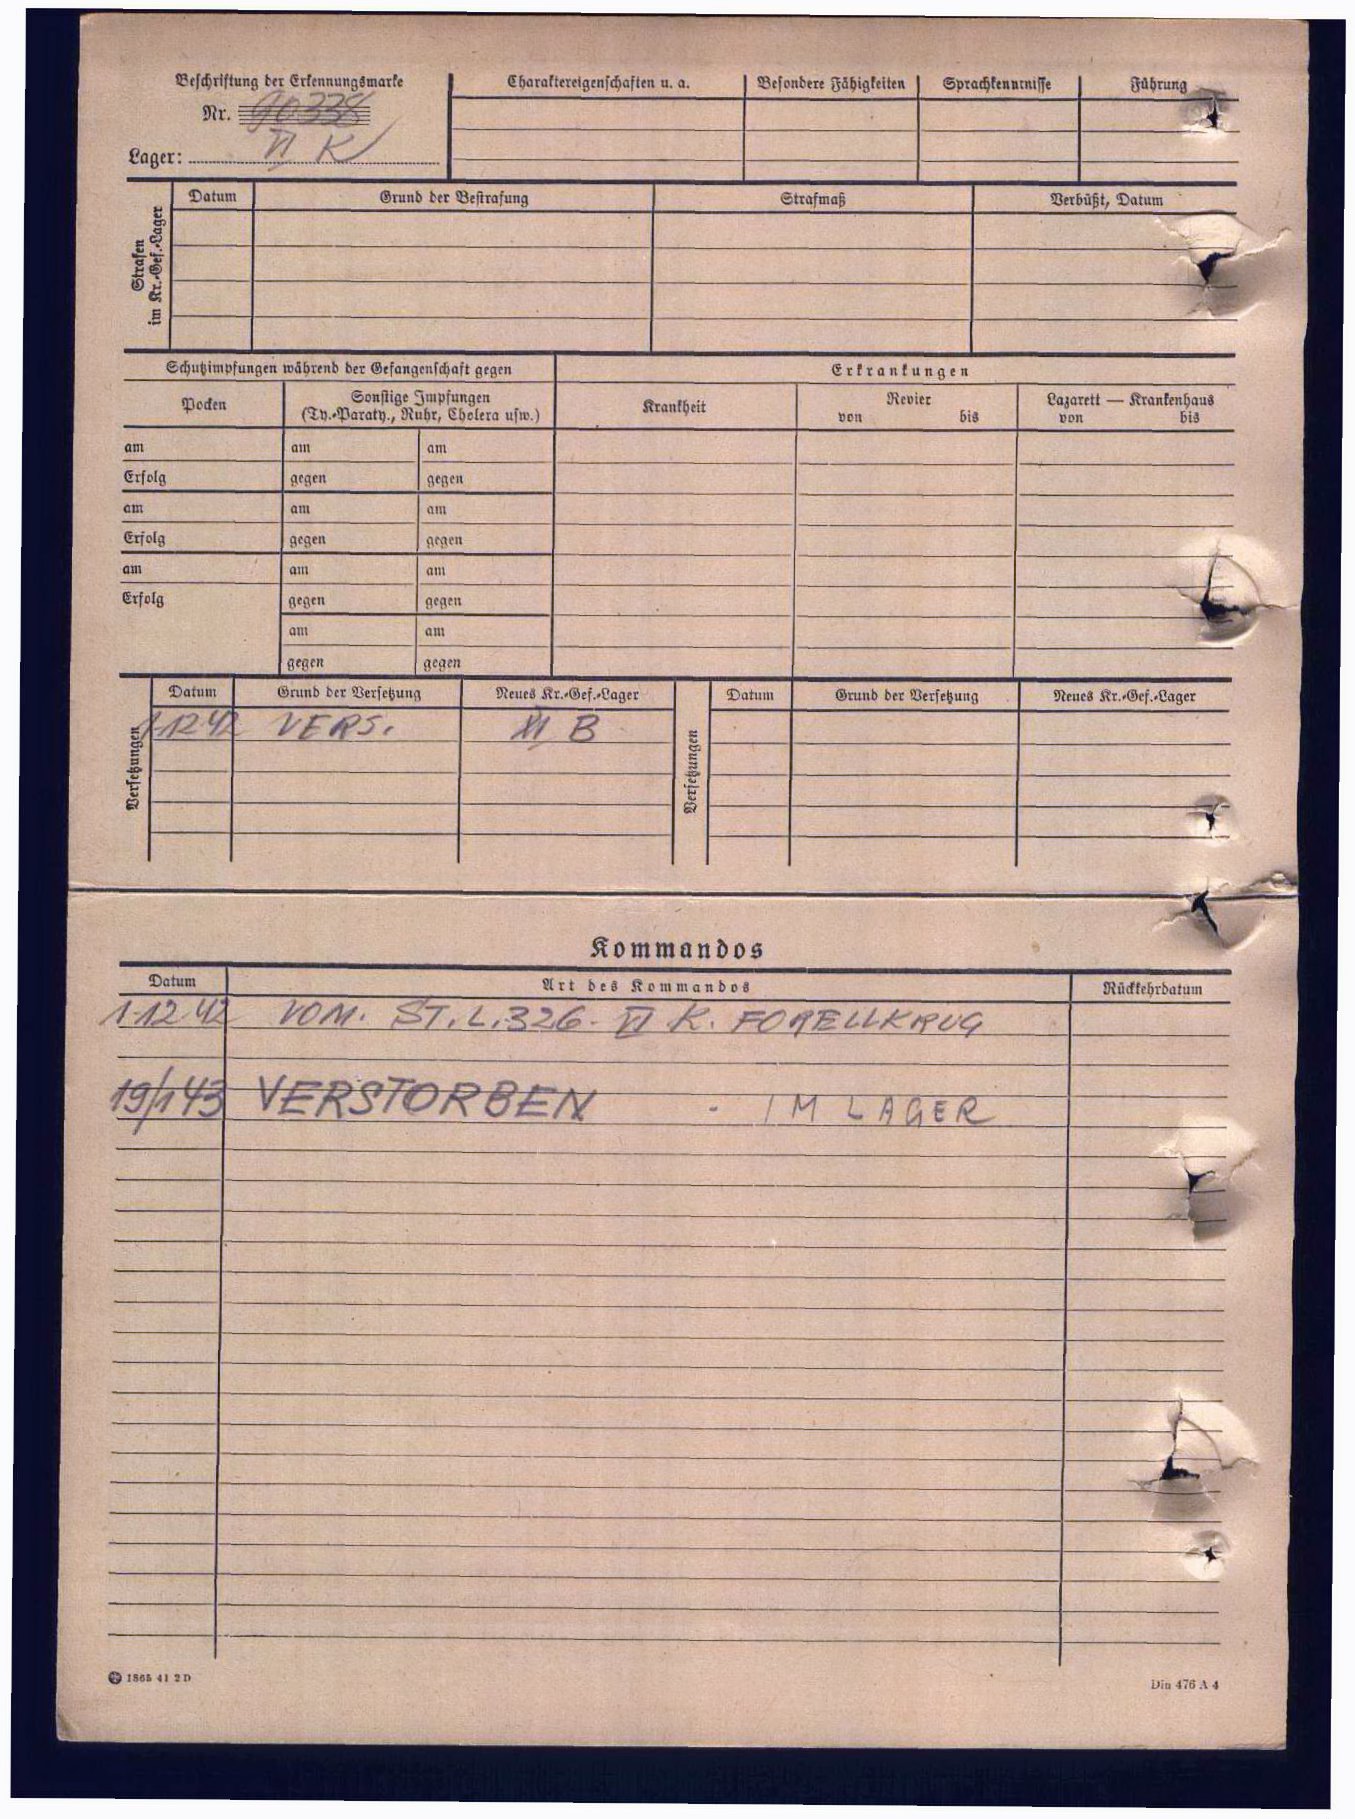 Beschriftung der Erkennungsmarke
Nr. 90338
Lager: VI K
Charaktereigenschaften u. a.
Besondere Fähigkeiten
Sprachkenntnisse
Führung
Strafen
im Kr.-Gef.-Lager
Datum
Grund der Bestrafung
Strafmaß
Verbüßt, Datum
Schutzimpfungen während der Gefangenschaft gegen
Erkrankungen
Pocken
Sonstige Impfungen
(Ty.-Paraty., Ruhr, Cholera usw.)
Krankheit
Revier
von bis
Lazarett — Krankenhaus
von bis
am am am
Erfolg gegen gegen
am am am
Erfolg gegen gegen
am am am
Erfolg gegen gegen
am am
gegen gegen
Versetzungen
Datum Grund der Versetzung Neues Kr.-Gef.-Lager
1.12.42 VERS. XI B
Versetzungen
Datum Grund der Versetzung Neues Kr.-Gef.-Lager
Kommandos
Datum Art des Kommandos Rückkehrdatum
1.12.42 VOM. ST.L.326. VI K. FORELLKRUG
19/1 43 VERSTORBEN - IM LAGER
1865 41 2 D
Din 476 A 4